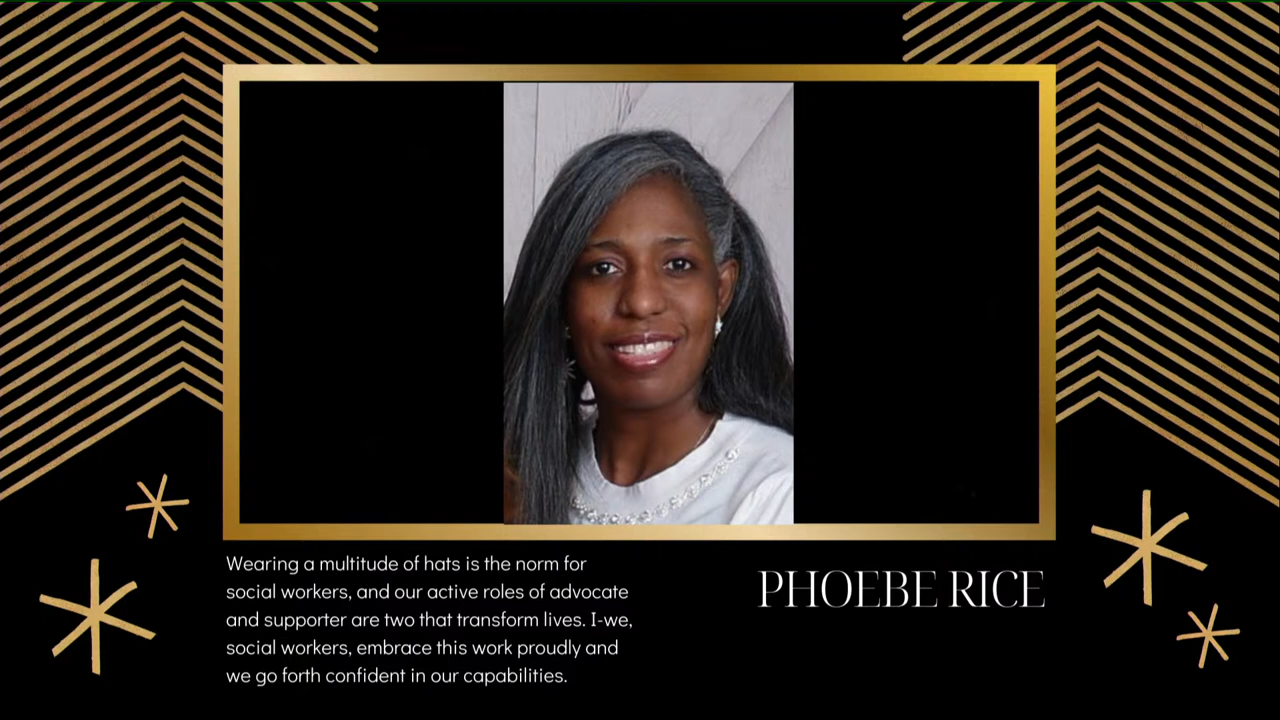 Wearing a multitude of hats is the norm for
social workers, and our active roles of advocate
and supporter are two that transform lives. I-we,
social workers, embrace this work proudly and
we go forth confident in our capabilities.
PHOEBE RICE